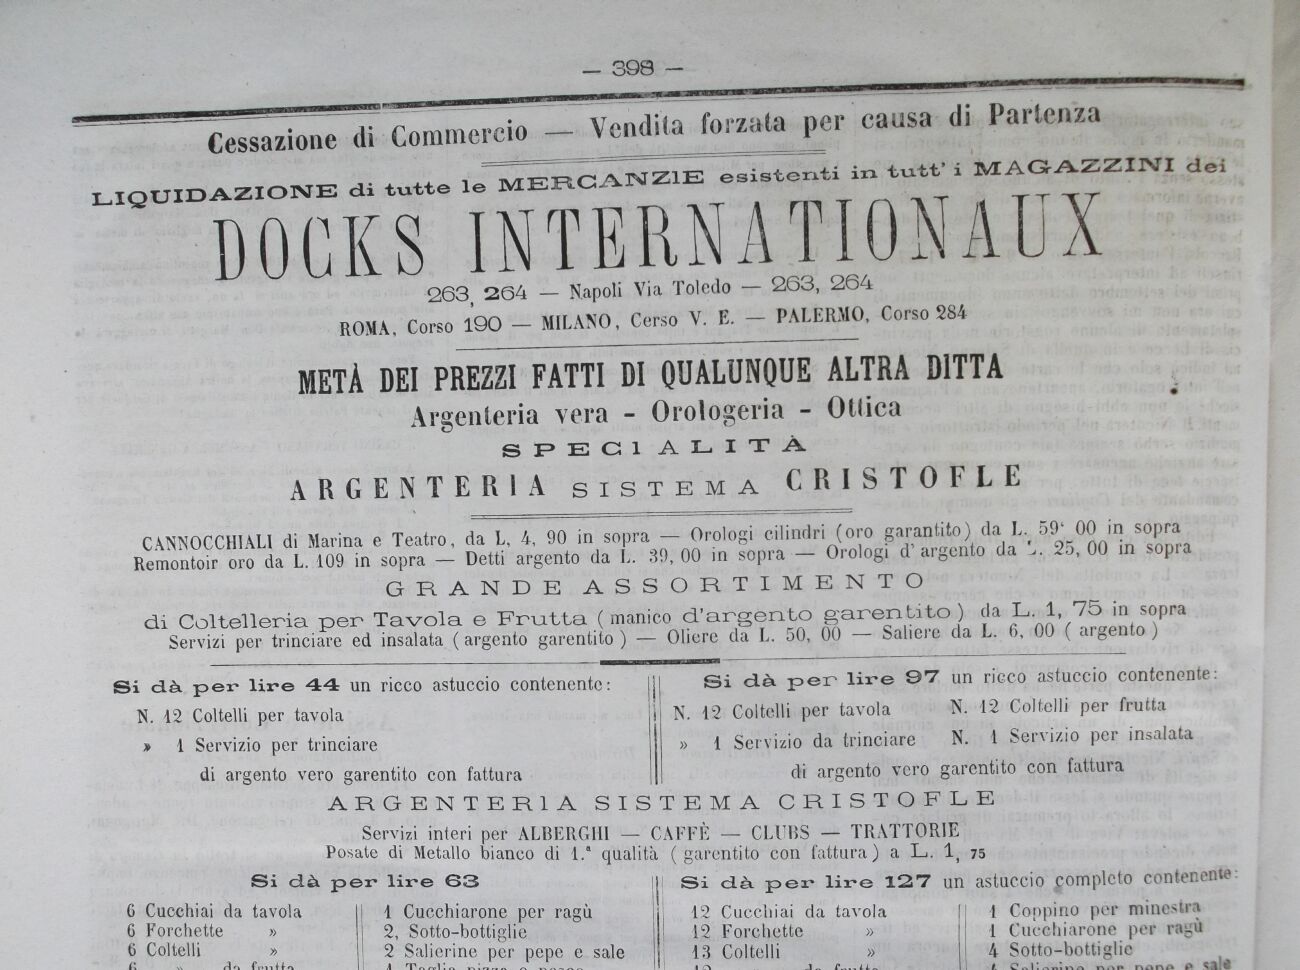 — 398 —
Cessazione di Commercio — Vendita forzata per causa di Partenza
LIQUIDAZIONE di tutte le MERCANZIE esistenti in tutt' i MAGAZZINI dei
DOCKS INTERNATIONAUX
263, 264 — Napoli Via Toledo — 263, 264
ROMA, Corso 190 — MILANO, Cerso V. E. — PALERMO, Corso 284
METÀ DEI PREZZI FATTI DI QUALUNQUE ALTRA DITTA
Argenteria vera - Orologeria - Ottica
SPECIALITÀ
ARGENTERIA SISTEMA CRISTOFLE
CANNOCCHIALI di Marina e Teatro, da L, 4, 90 in sopra — Orologi cilindri (oro garantito) da L. 59' 00 in sopra
Remontoir oro da L. 109 in sopra — Detti argento da L. 39, 00 in sopra — Orologi d'argento da L. 25, 00 in sopra
GRANDE ASSORTIMENTO
di Coltelleria per Tavola e Frutta (manico d'argento garentito) da L. 1, 75 in sopra
Servizi per trinciare ed insalata (argento garentito) — Oliere da L. 50, 00 — Saliere da L. 6, 00 (argento)
Si dà per lire 44 un ricco astuccio contenente:
N. 12 Coltelli per tavola
» 1 Servizio per trinciare
di argento vero garentito con fattura
Si dà per lire 97 un ricco astuccio contenente:
N. 12 Coltelli per tavola N. 12 Coltelli per frutta
» 1 Servizio da trinciare N. 1 Servizio per insalata
di argento vero garentito con fattura
ARGENTERIA SISTEMA CRISTOFLE
Servizi interi per ALBERGHI — CAFFÈ — CLUBS — TRATTORIE
Posate di Metallo bianco di 1.ª qualità (garentito con fattura) a L. 1, 75
Si dà per lire 63
6 Cucchiai da tavola
6 Forchette »
6 Coltelli »
6 » da frutta
1 Cucchiarone per ragù
2, Sotto-bottiglie
2 Salierine per pepe e sale
Si dà per lire 127 un astuccio completo contenente:
12 Cucchiai da tavola
12 Forchette »
13 Coltelli »
12 » da frutta
1 Coppino per minestra
1 Cucchiarone per ragù
4 Sotto-bottiglie
Salierine per pepe e sale